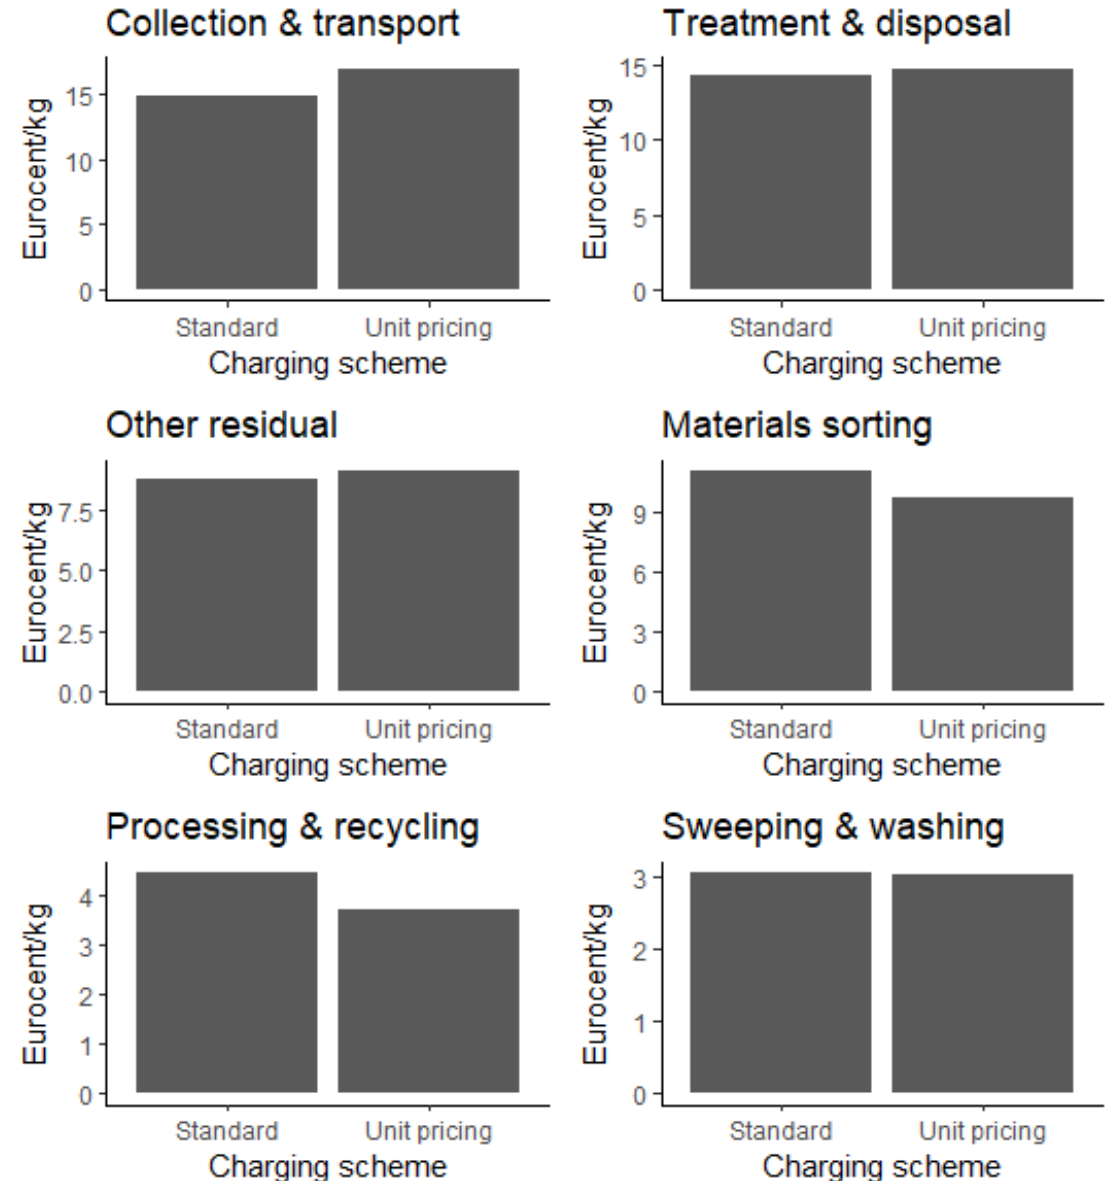 Collection & transport
Eurocent/kg
15
10
5
0
Standard Unit pricing
Charging scheme
Treatment & disposal
Eurocent/kg
15
10
5
0
Standard Unit pricing
Charging scheme
Other residual
Eurocent/kg
7.5
5.0
2.5
0.0
Standard Unit pricing
Charging scheme
Materials sorting
Eurocent/kg
9
6
3
0
Standard Unit pricing
Charging scheme
Processing & recycling
Eurocent/kg
4
3
2
1
0
Standard Unit pricing
Charging scheme
Sweeping & washing
Eurocent/kg
3
2
1
0
Standard Unit pricing
Charging scheme